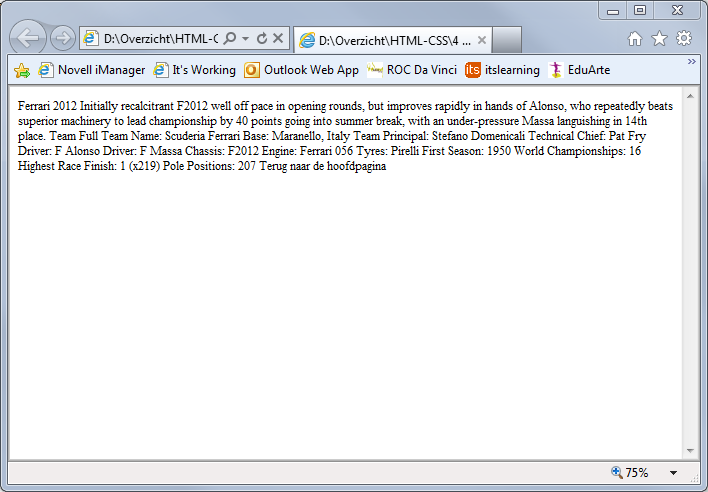 D:\Overzicht\HTML-C
D:\Overzicht\HTML-CSS\4 ...
Novell iManager It's Working Outlook Web App ROC Da Vinci its itslearning EduArte
Ferrari 2012 Initially recalcitrant F2012 well off pace in opening rounds, but improves rapidly in hands of Alonso, who repeatedly beats
superior machinery to lead championship by 40 points going into summer break, with an under-pressure Massa languishing in 14th
place. Team Full Team Name: Scuderia Ferrari Base: Maranello, Italy Team Principal: Stefano Domenicali Technical Chief: Pat Fry
Driver: F Alonso Driver: F Massa Chassis: F2012 Engine: Ferrari 056 Tyres: Pirelli First Season: 1950 World Championships: 16
Highest Race Finish: 1 (x219) Pole Positions: 207 Terug naar de hoofdpagina
75%